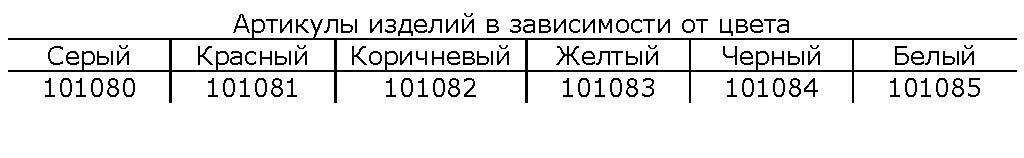 Артикулы изделий в зависимости от цвета
Серый Красный Коричневый Желтый Черный Белый
101080 101081 101082 101083 101084 101085